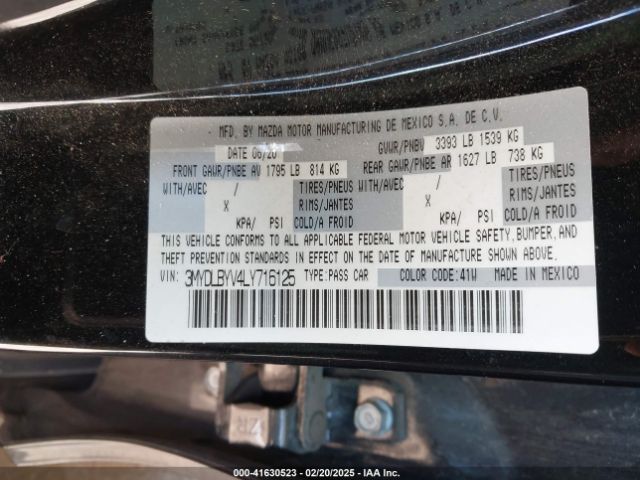 MFD. BY MAZDA MOTOR MANUFACTURING DE MEXICO S.A. DE C.V.
DATE 06/20 GVWR/PNBV 3393 LB 1539 KG
FRONT GAWR/PNBE AV 1795 LB 814 KG REAR GAWR/PNBE AR 1627 LB 738 KG
WITH/AVEC / TIRES/PNEUS WITH/AVEC / TIRES/PNEUS
X RIMS/JANTES X RIMS/JANTES
KPA/ PSI COLD/A FROID KPA/ PSI COLD/A FROID
THIS VEHICLE CONFORMS TO ALL APPLICABLE FEDERAL MOTOR VEHICLE SAFETY, BUMPER, AND
THEFT PREVENTION STANDARDS IN EFFECT ON THE DATE OF MANUFACTURE SHOWN ABOVE.
VIN: 3MYDLBYV4LY716125 TYPE: PASS CAR COLOR CODE: 41W MADE IN MEXICO
000-41630523 — 02/20/2025 — IAA Inc.